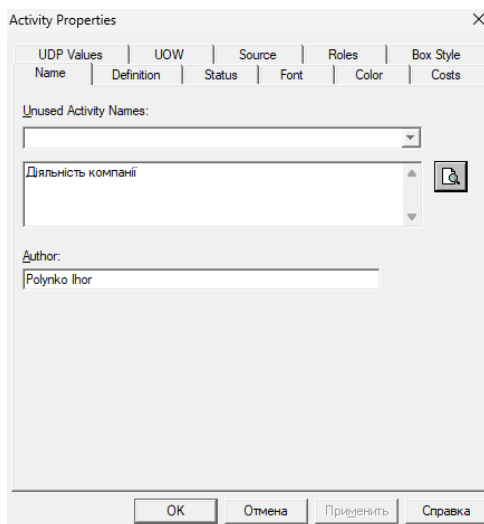 Activity Properties
UDP Values UOW Source Roles Box Style
Name Definition Status Font Color Costs
Unused Activity Names:
Діяльність компанії
Author:
Polynko Ihor
OK Отмена Применить Справка